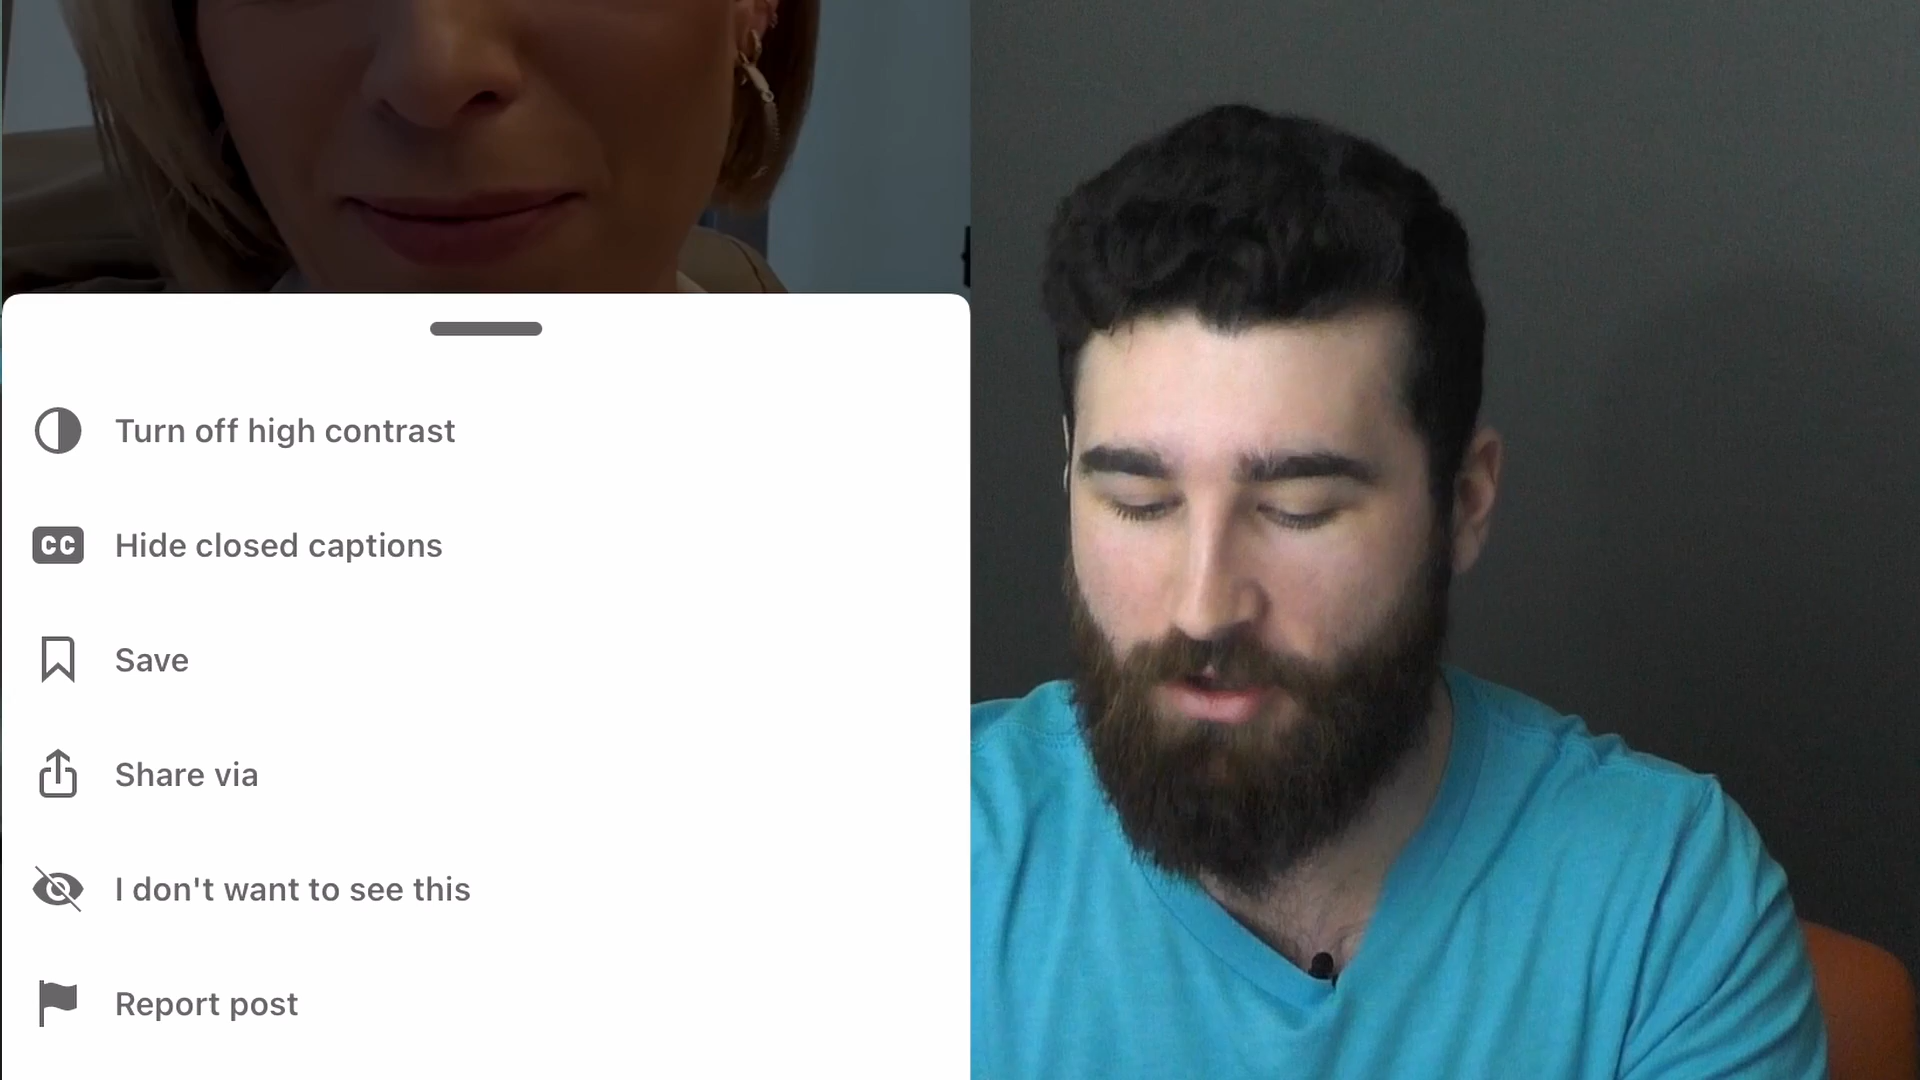 Turn off high contrast
CC Hide closed captions
Save
Share via
I don't want to see this
Report post